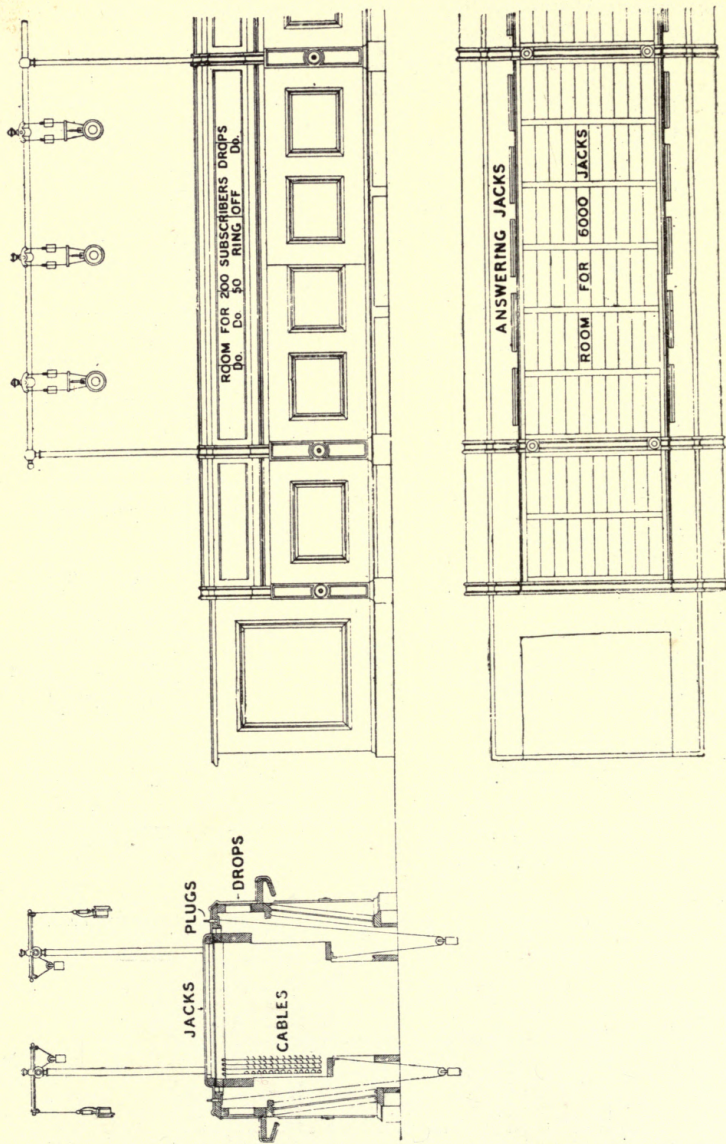 JACKS
PLUGS
DROPS
CABLES
ROOM FOR 200 SUBSCRIBERS DROPS
Do. Do 50 RING OFF Do.
ANSWERING JACKS
ROOM FOR 6000 JACKS